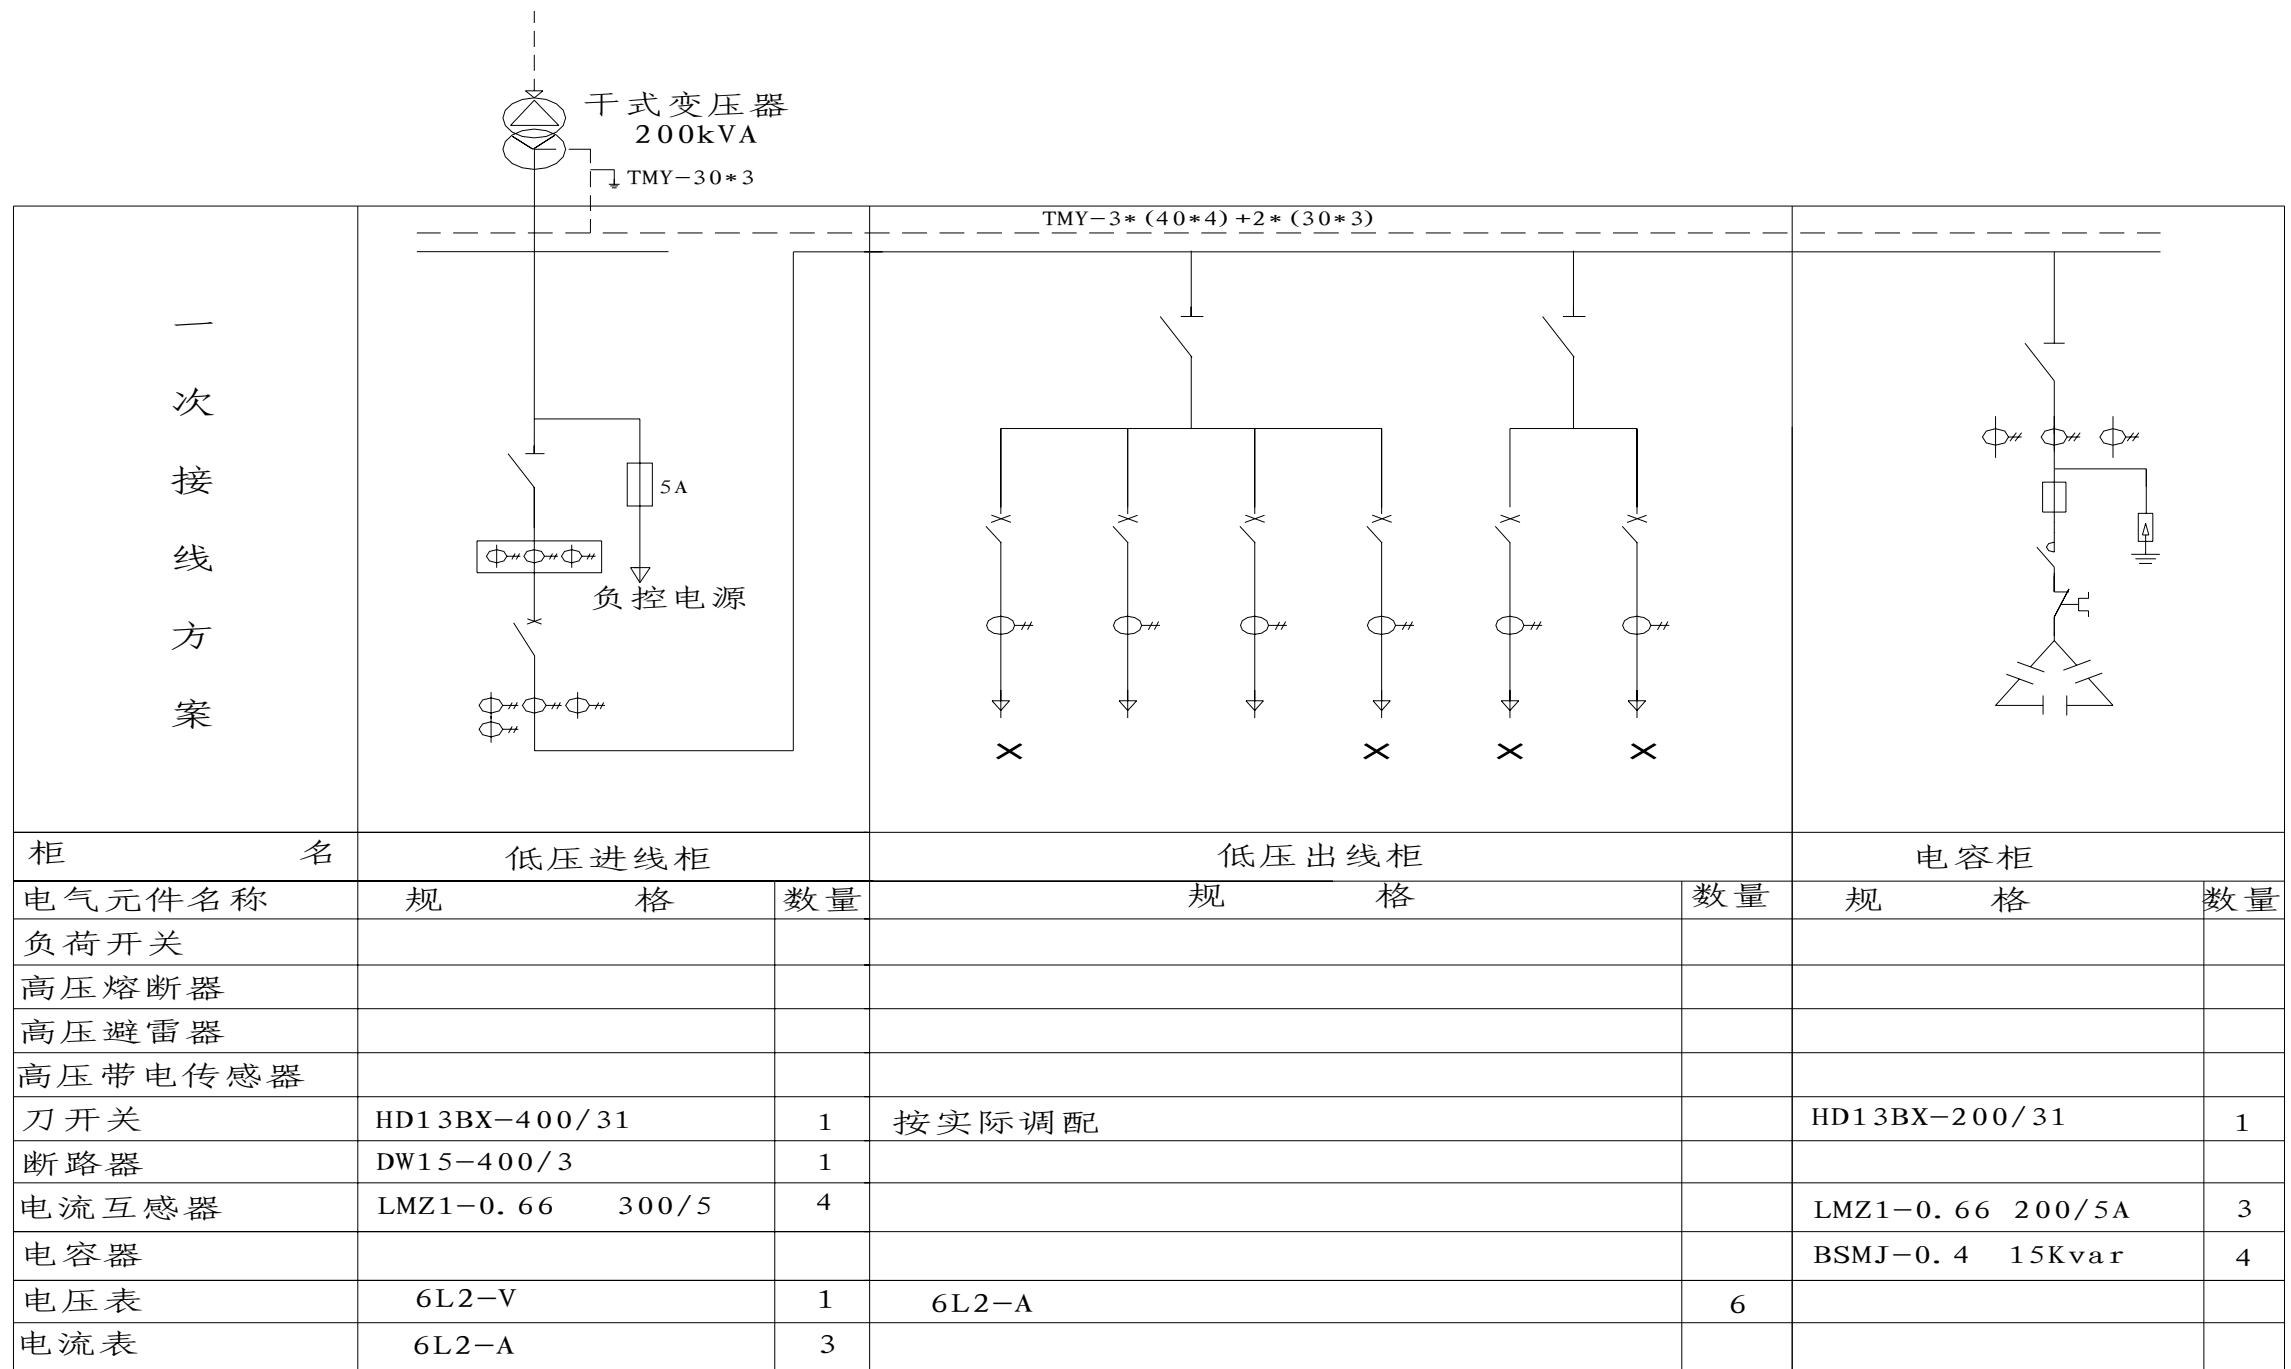 干式变压器
200kVA
TMY-30*3
TMY-3*(40*4)+2*(30*3)
一次接线方案
5A
负控电源
柜 名 低压进线柜 低压出线柜 电容柜
电气元件名称 规 格 数量 规 格 数量 规 格 数量
负荷开关
高压熔断器
高压避雷器
高压带电传感器
刀开关 HD13BX-400/31 1 按实际调配 HD13BX-200/31 1
断路器 DW15-400/3 1
电流互感器 LMZ1-0.66 300/5 4 LMZ1-0.66 200/5A 3
电容器 BSMJ-0.4 15Kvar 4
电压表 6L2-V 1 6L2-A 6
电流表 6L2-A 3